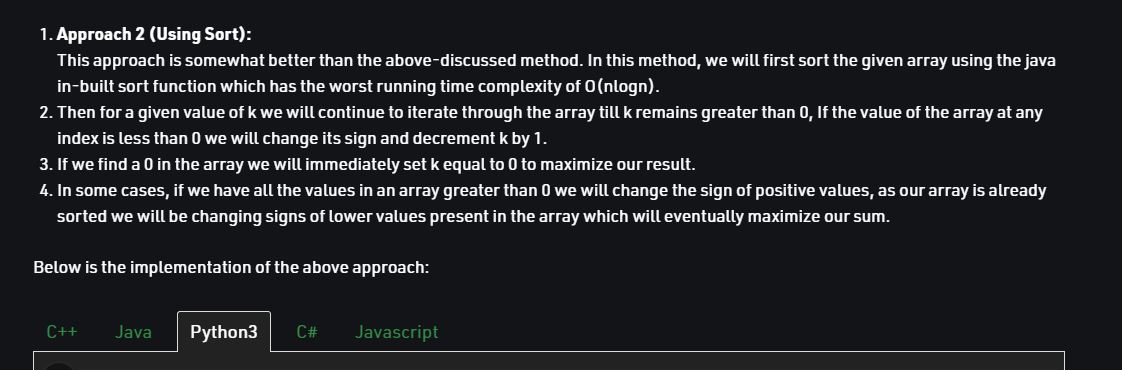 1. Approach 2 (Using Sort):
This approach is somewhat better than the above-discussed method. In this method, we will first sort the given array using the java
in-built sort function which has the worst running time complexity of O(nlogn).
2. Then for a given value of k we will continue to iterate through the array till k remains greater than 0, If the value of the array at any
index is less than 0 we will change its sign and decrement k by 1.
3. If we find a 0 in the array we will immediately set k equal to 0 to maximize our result.
4. In some cases, if we have all the values in an array greater than 0 we will change the sign of positive values, as our array is already
sorted we will be changing signs of lower values present in the array which will eventually maximize our sum.
Below is the implementation of the above approach:
C++ Java Python3 C# Javascript